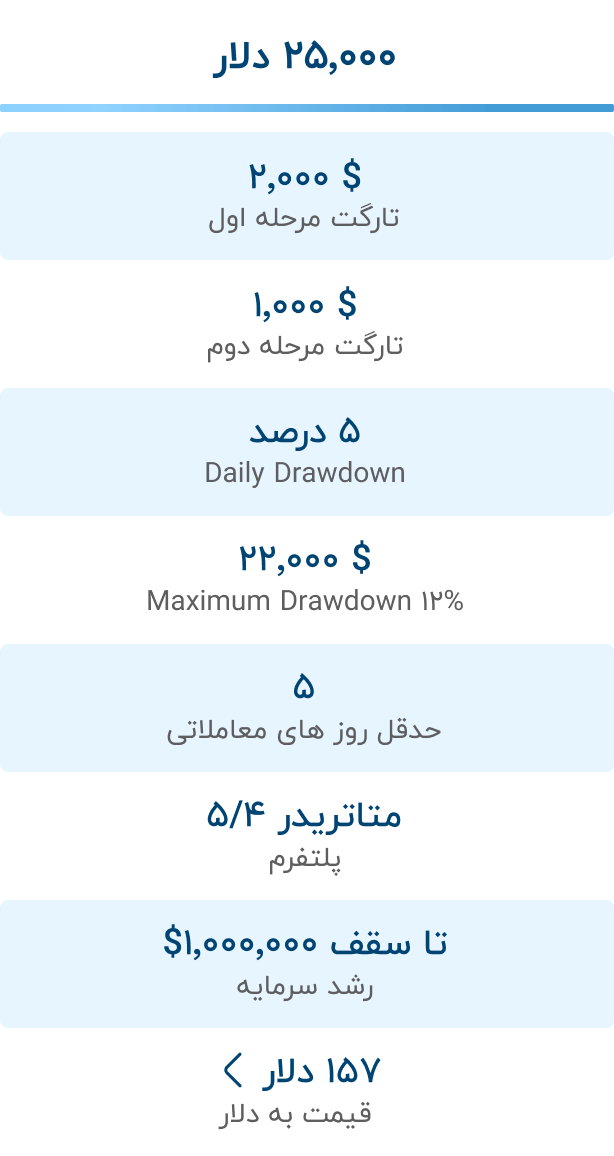 ۲۵,۰۰۰ دلار
$ ۲,۰۰۰
تارگت مرحله اول
$ ۱,۰۰۰
تارگت مرحله دوم
۵ درصد
Daily Drawdown
$ ۲۲,۰۰۰
Maximum Drawdown ۱۲%
۵
حدقل روز های معاملاتی
متاتریدر ۵/۴
پلتفرم
تا سقف ۱,۰۰۰,۰۰۰$
رشد سرمایه
۱۵۷ دلار
قیمت به دلار